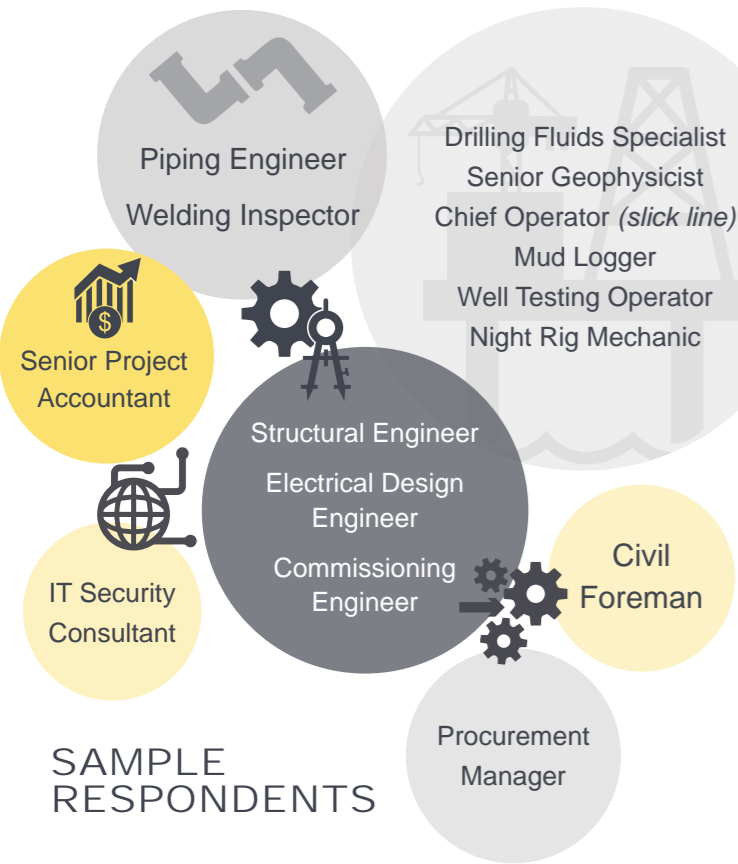 Piping Engineer
Welding Inspector
Drilling Fluids Specialist
Senior Geophysicist
Chief Operator (slick line)
Mud Logger
Well Testing Operator
Night Rig Mechanic
$
Senior Project
Accountant
Structural Engineer
Electrical Design
Engineer
Commissioning
Engineer
IT Security
Consultant
Civil
Foreman
Procurement
Manager
SAMPLE
RESPONDENTS